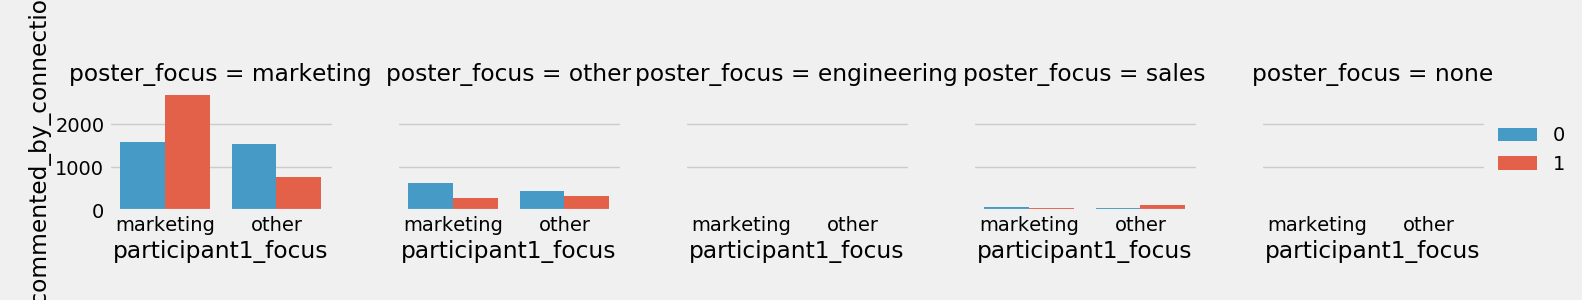 commented_by_connectio
poster_focus = marketing
poster_focus = other
poster_focus = engineering
poster_focus = sales
poster_focus = none
2000
1000
0
marketing other
marketing other
marketing other
marketing other
marketing other
participant1_focus
participant1_focus
participant1_focus
participant1_focus
participant1_focus
0
1